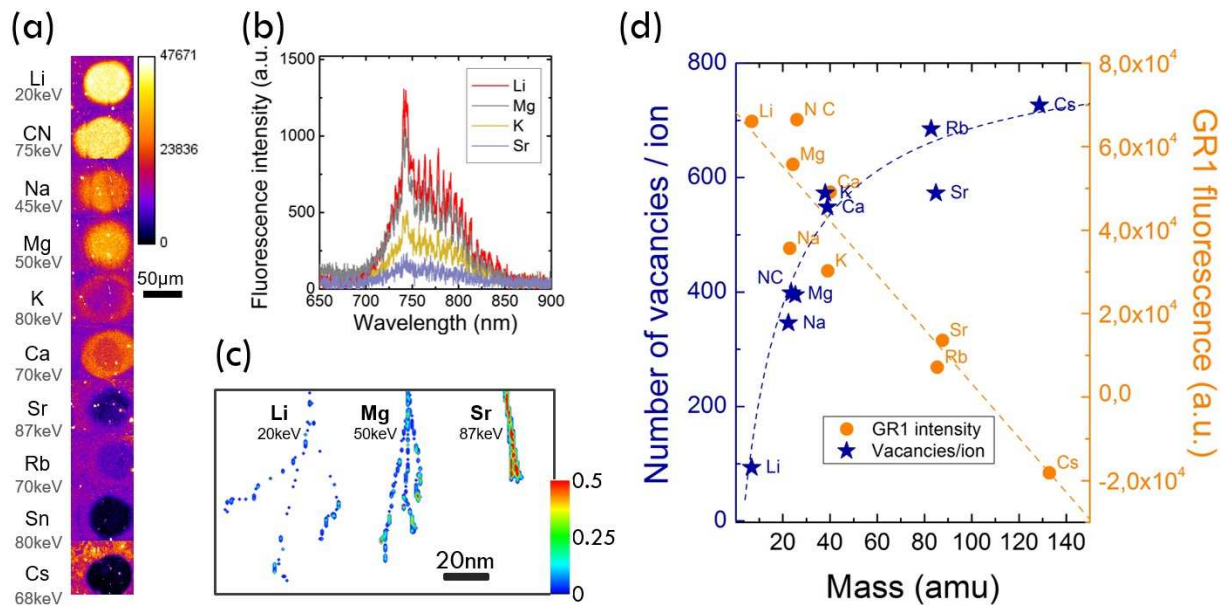 (a)
Li
20keV
CN
75keV
Na
45keV
Mg
50keV
K
80keV
Ca
70keV
Sr
87keV
Rb
70keV
Sn
80keV
Cs
68keV
47671
23836
0
50µm
(b)
Fluorescence intensity (a.u.)
1500
1250
750
500
250
0
650 700 750 800 850 900
Wavelength (nm)
Li
Mg
K
Sr
(c)
Li
20keV
Mg
50keV
Sr
87keV
20nm
0.5
0.25
0
(d)
Number of vacancies / ion
800
600
400
200
0
0 20 40 60 80 100 120 140
Mass (amu)
GR1 fluorescence (a.u.)
8,0x10⁴
6,0x10⁴
4,0x10⁴
2,0x10⁴
0,0
-2,0x10⁴
Li
N C
Mg
Ca
Na
K
Sr
Rb
Cs
Cs
Rb
Sr
K
Ca
NC
Mg
Na
Li
GR1 intensity
Vacancies/ion